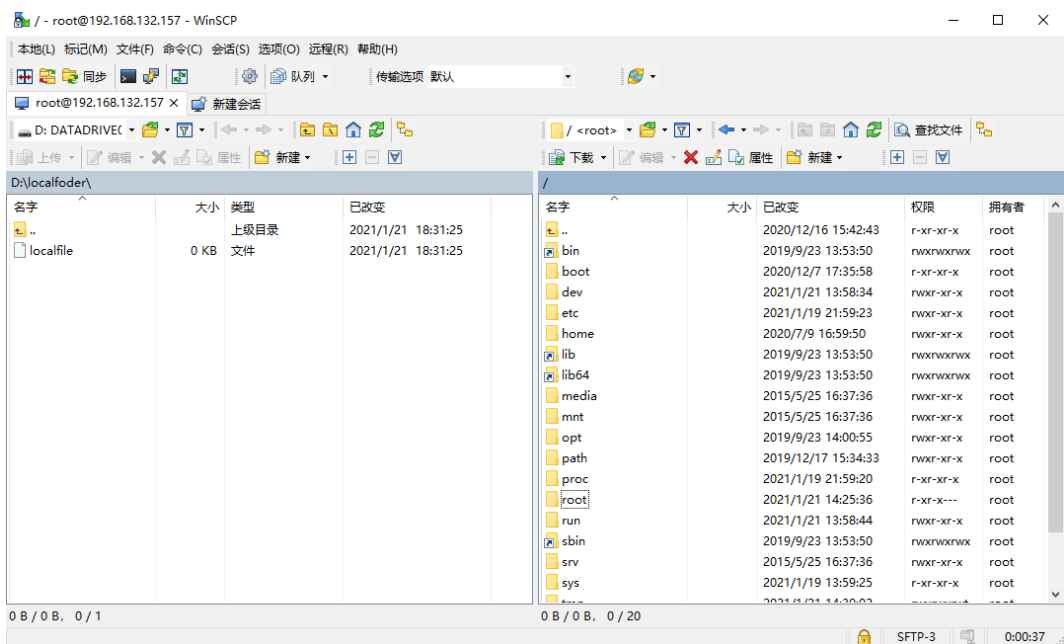 / - root@192.168.132.157 - WinSCP
本地(L) 标记(M) 文件(F) 命令(C) 会话(S) 选项(O) 远程(R) 帮助(H)
同步 队列 传输选项 默认
root@192.168.132.157 × 新建会话
D: DATADRIVE( / <root> 查找文件
上传 编辑 属性 新建 下载 编辑 属性 新建
D:\localfoder\ /
名字 大小 类型 已改变 名字 大小 已改变 权限 拥有者
.. 上级目录 2021/1/21 18:31:25 .. 2020/12/16 15:42:43 r-xr-xr-x root
localfile 0 KB 文件 2021/1/21 18:31:25 bin 2019/9/23 13:53:50 rwxrwxrwx root
boot 2020/12/7 17:35:58 r-xr-xr-x root
dev 2021/1/21 13:58:34 rwxr-xr-x root
etc 2021/1/19 21:59:23 rwxr-xr-x root
home 2020/7/9 16:59:50 rwxr-xr-x root
lib 2019/9/23 13:53:50 rwxrwxrwx root
lib64 2019/9/23 13:53:50 rwxrwxrwx root
media 2015/5/25 16:37:36 rwxr-xr-x root
mnt 2015/5/25 16:37:36 rwxr-xr-x root
opt 2019/9/23 14:00:55 rwxr-xr-x root
path 2019/12/17 15:34:33 rwxr-xr-x root
proc 2021/1/19 21:59:20 r-xr-xr-x root
root 2021/1/21 14:25:36 r-xr-x--- root
run 2021/1/21 13:58:44 rwxr-xr-x root
sbin 2019/9/23 13:53:50 rwxrwxrwx root
srv 2015/5/25 16:37:36 rwxr-xr-x root
sys 2021/1/19 13:59:25 r-xr-xr-x root
0 B / 0 B, 0 / 1 0 B / 0 B, 0 / 20
SFTP-3 0:00:37